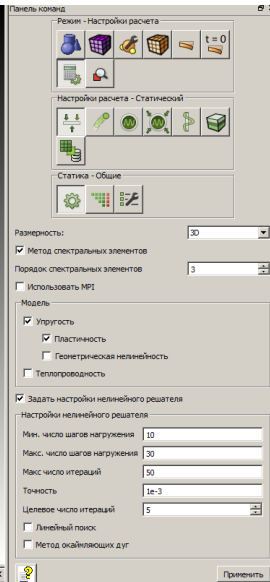 Панель команд
Режим - Настройки расчета
t = 0
Настройки расчета - Статический
Статика - Общие
Размерность: 3D
Метод спектральных элементов
Порядок спектральных элементов 3
Использовать MPI
Модель
Упругость
Пластичность
Геометрическая нелинейность
Теплопроводность
Задать настройки нелинейного решателя
Настройки нелинейного решателя
Мин. число шагов нагружения 10
Макс. число шагов нагружения 30
Макс число итераций 50
Точность 1e-3
Целевое число итераций 5
Линейный поиск
Метод окаймляющих дуг
Применить